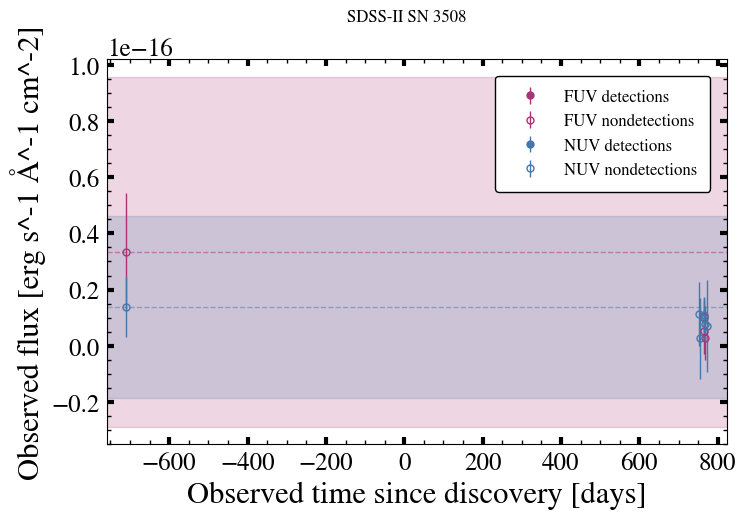 SDSS-II SN 3508
1e−16
Observed flux [erg s^-1 Å^-1 cm^-2]
1.0
0.8
0.6
0.4
0.2
0.0
−0.2
FUV detections
FUV nondetections
NUV detections
NUV nondetections
−600 −400 −200 0 200 400 600 800
Observed time since discovery [days]